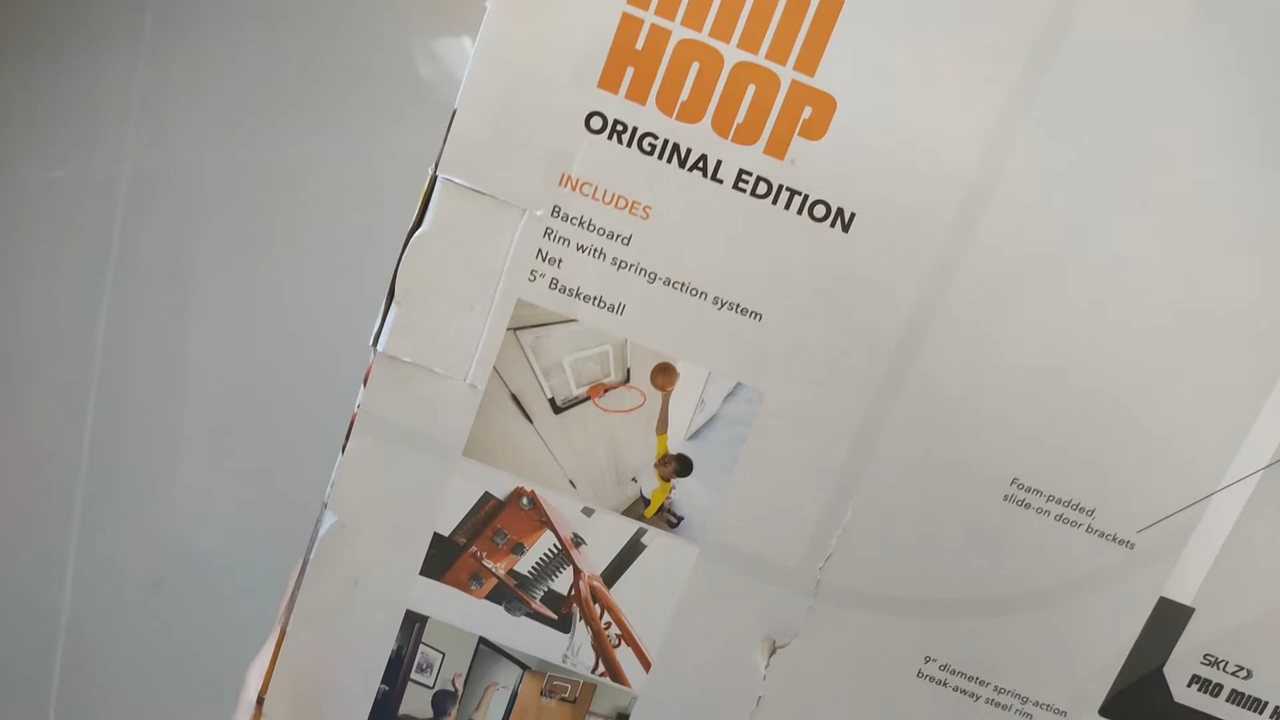 MINI
HOOP
ORIGINAL EDITION
INCLUDES
Backboard
Rim with spring-action system
Net
5" Basketball
Foam-padded,
slide-on door brackets
9" diameter spring-action
break-away steel rim
SKLZ
PRO MINI